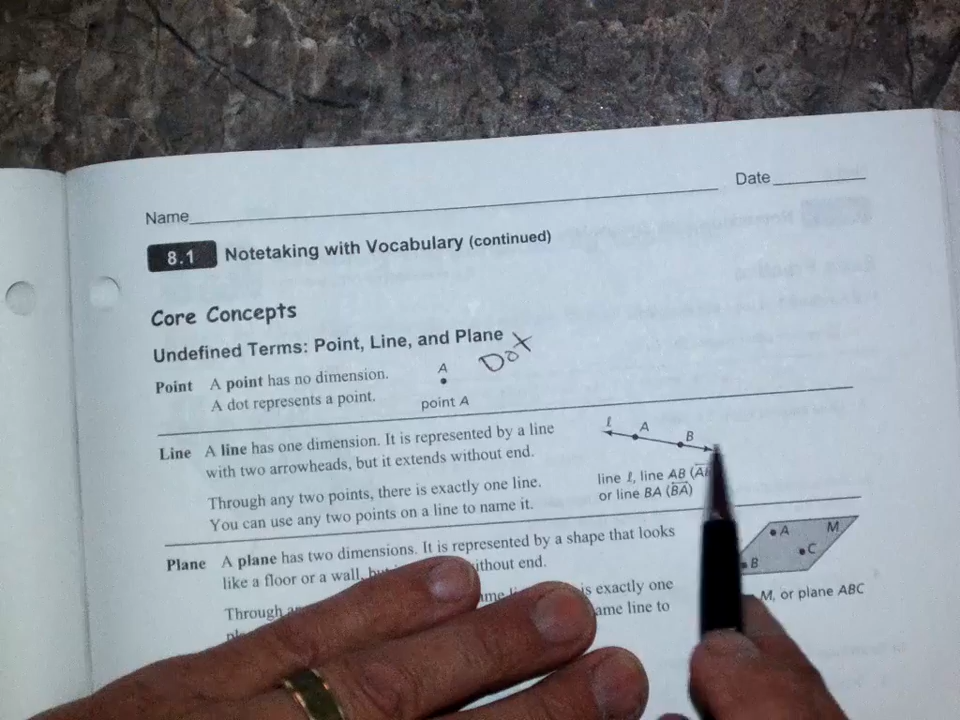 Name Date
8.1 Notetaking with Vocabulary (continued)
Core Concepts
Undefined Terms: Point, Line, and Plane
Dot
Point A point has no dimension.
A dot represents a point.
A
point A
Line A line has one dimension. It is represented by a line
with two arrowheads, but it extends without end.
Through any two points, there is exactly one line.
You can use any two points on a line to name it.
ℓ A B
line ℓ, line AB
or line BA (BA)
Plane A plane has two dimensions. It is represented by a shape that looks
like a floor or a wall, without end.
Through is exactly one
line to
A M
C
B
M, or plane ABC